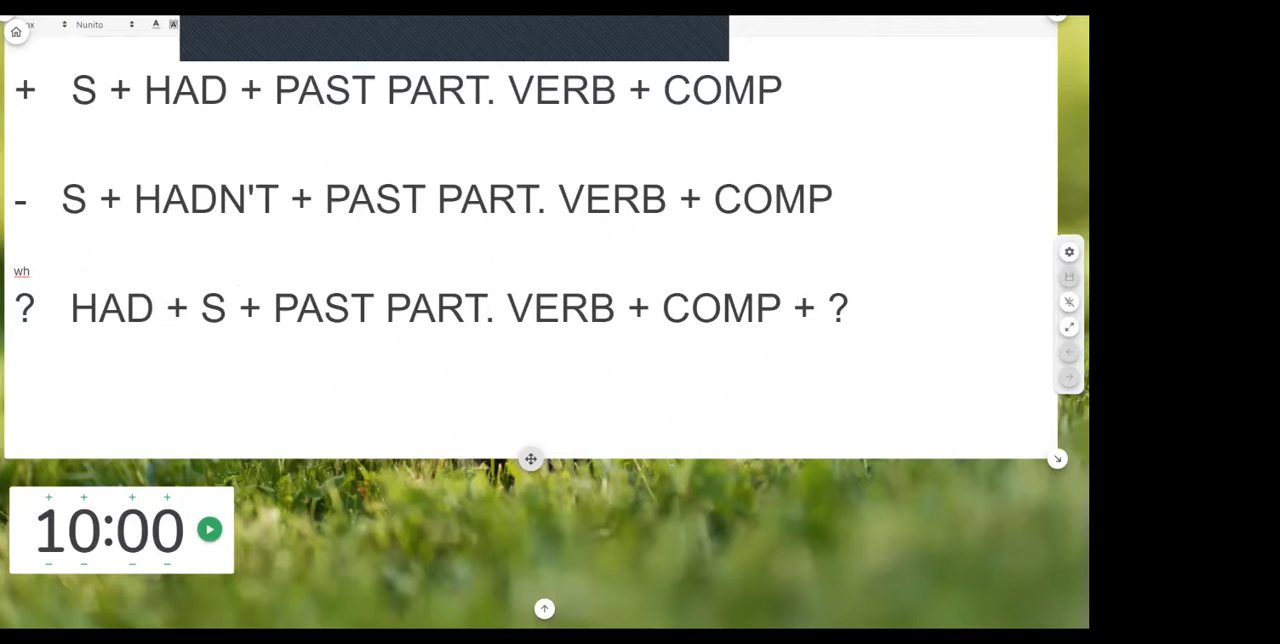 Nunito
+ S + HAD + PAST PART. VERB + COMP
- S + HADN'T + PAST PART. VERB + COMP
wh
? HAD + S + PAST PART. VERB + COMP + ?
10:00